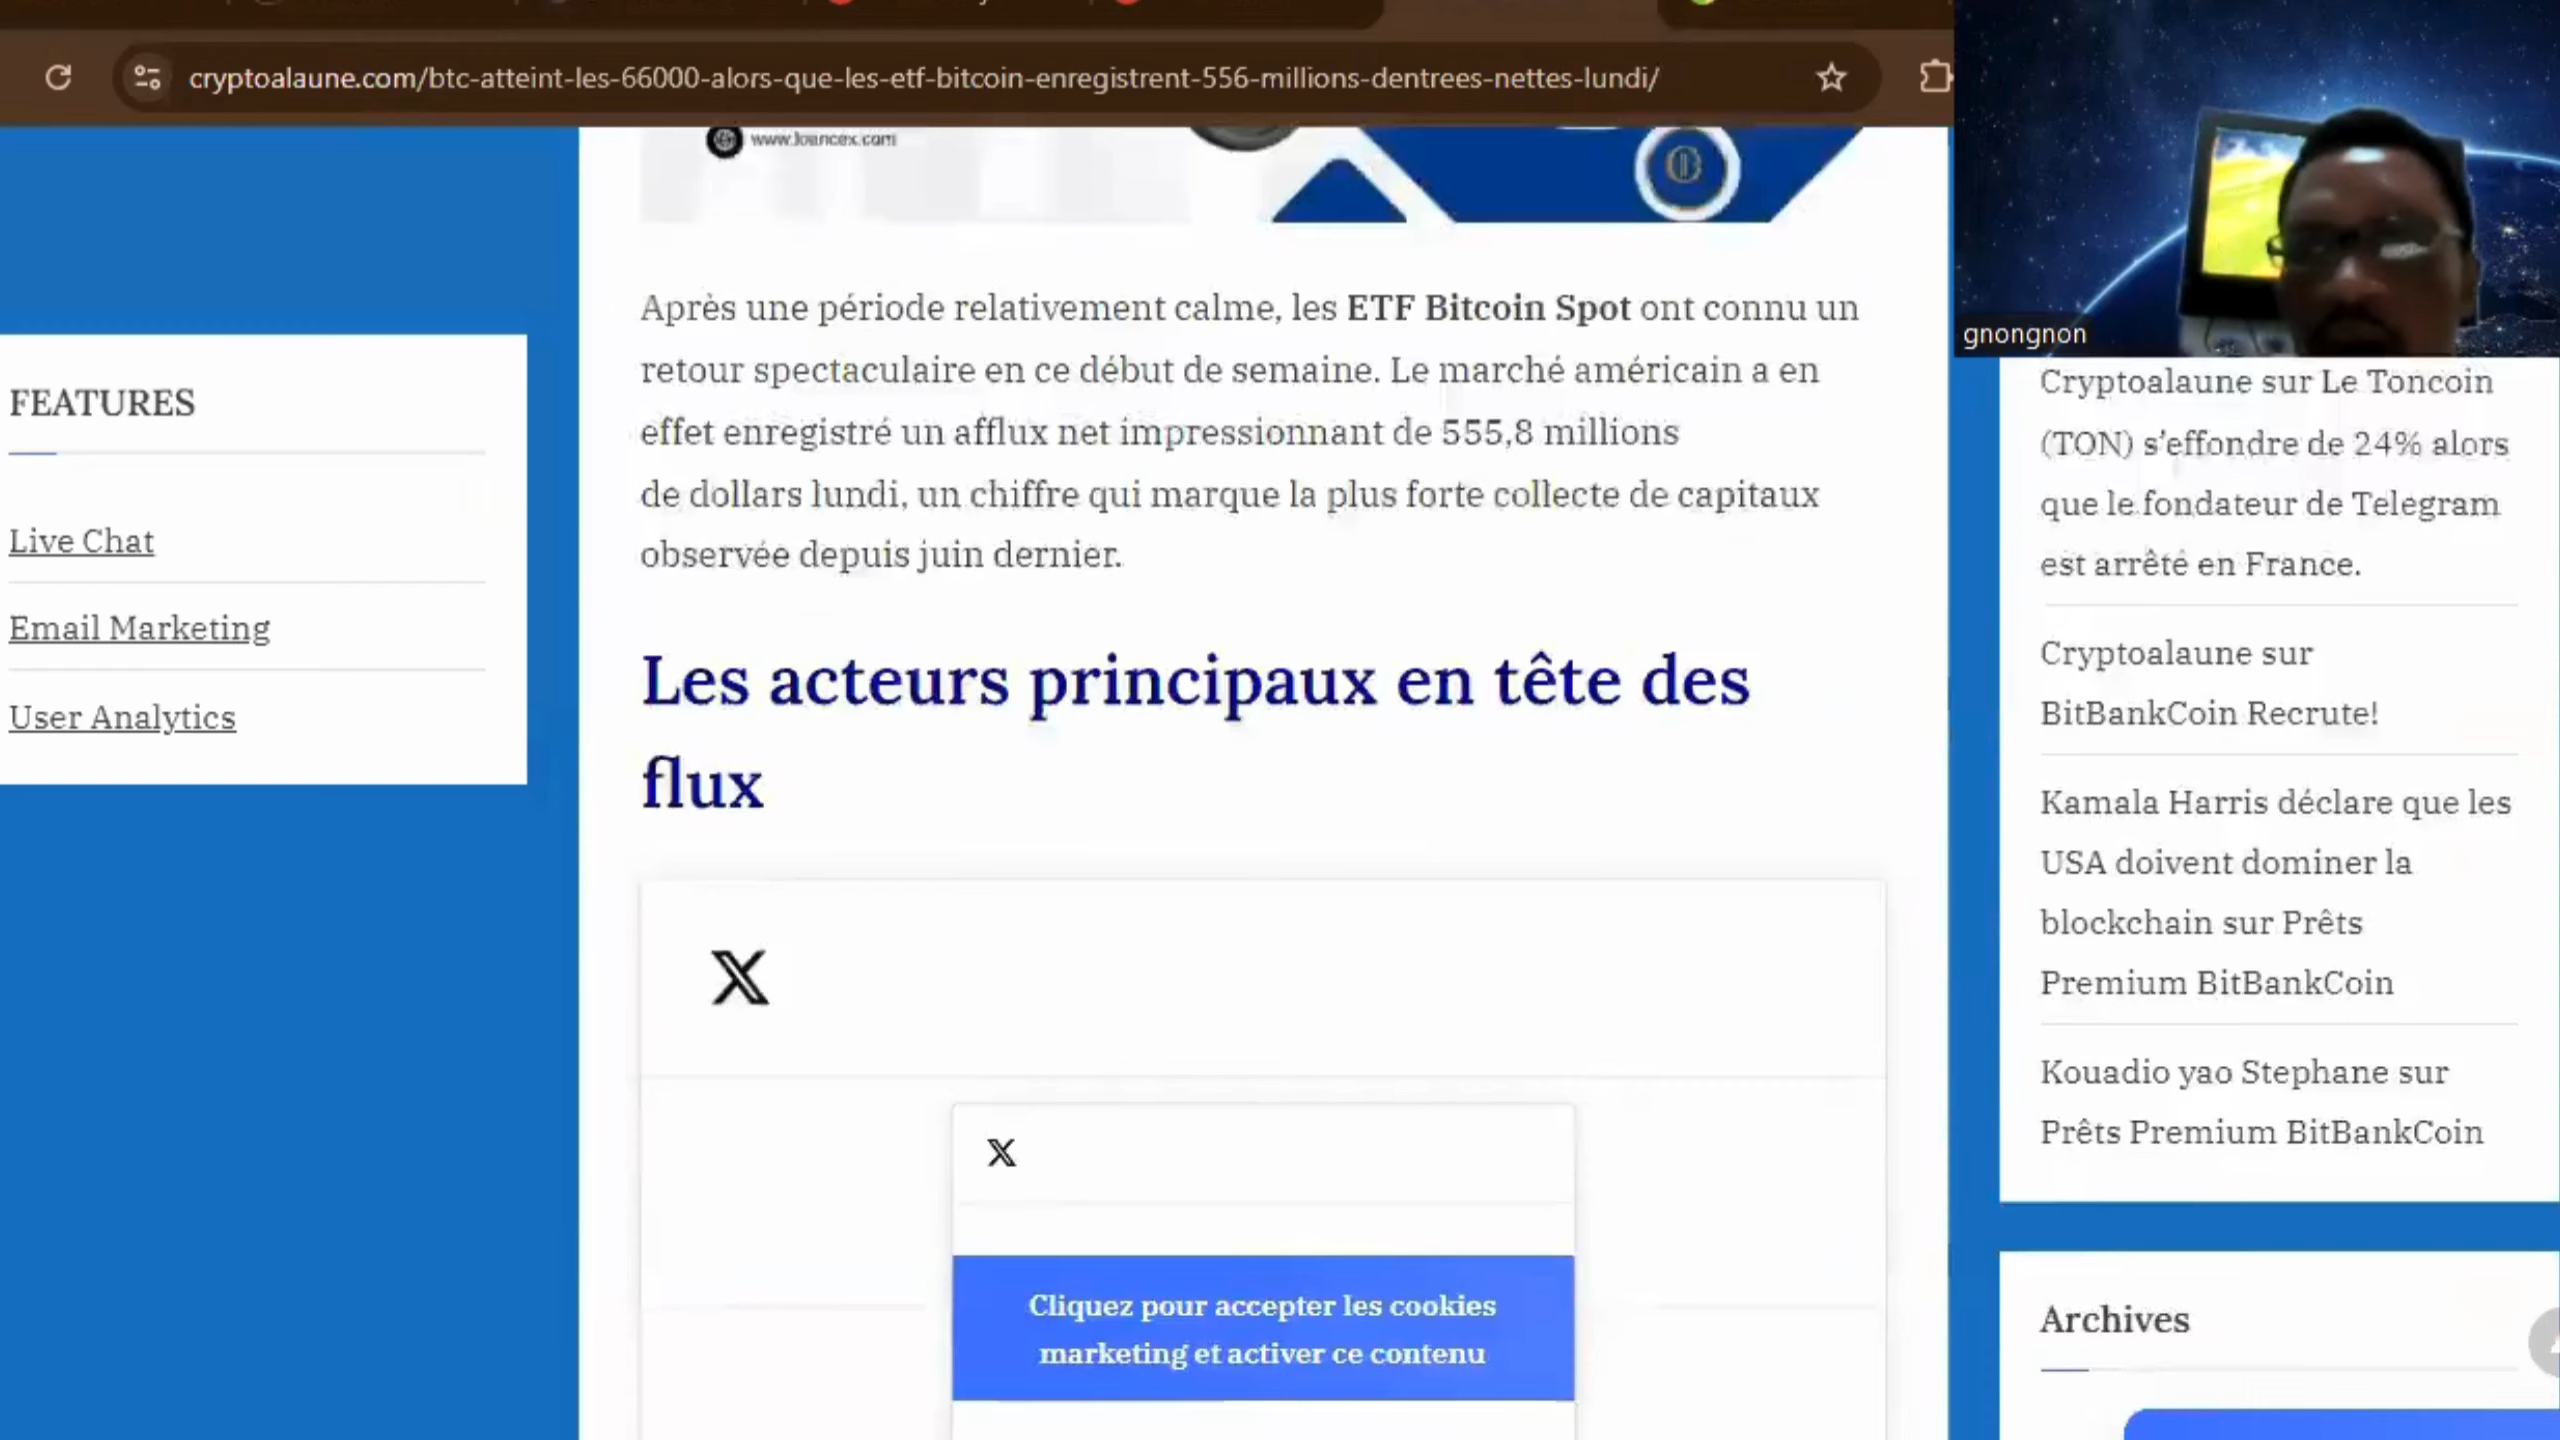 cryptoalaune.com/btc-atteint-les-66000-alors-que-les-etf-bitcoin-enregistrent-556-millions-dentrees-nettes-lundi/
www.loancex.com
gnongnon
FEATURES
Live Chat
Email Marketing
User Analytics
Après une période relativement calme, les ETF Bitcoin Spot ont connu un
retour spectaculaire en ce début de semaine. Le marché américain a en
effet enregistré un afflux net impressionnant de 555,8 millions
de dollars lundi, un chiffre qui marque la plus forte collecte de capitaux
observée depuis juin dernier.
Les acteurs principaux en tête des
flux
Cliquez pour accepter les cookies
marketing et activer ce contenu
Cryptoalaune sur Le Toncoin
(TON) s'effondre de 24% alors
que le fondateur de Telegram
est arrêté en France.
Cryptoalaune sur
BitBankCoin Recrute!
Kamala Harris déclare que les
USA doivent dominer la
blockchain sur Prêts
Premium BitBankCoin
Kouadio yao Stephane sur
Prêts Premium BitBankCoin
Archives